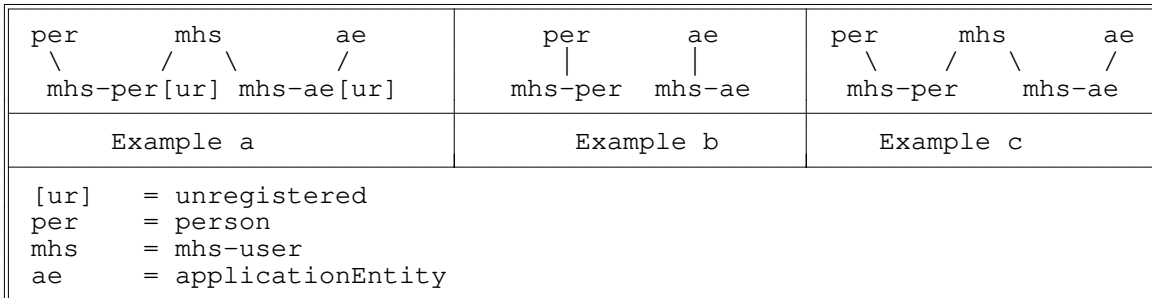 per mhs ae per ae per mhs ae
mhs-per[ur] mhs-ae[ur] mhs-per mhs-ae mhs-per mhs-ae
Example a Example b Example c
[ur] = unregistered
per = person
mhs = mhs-user
ae = applicationEntity